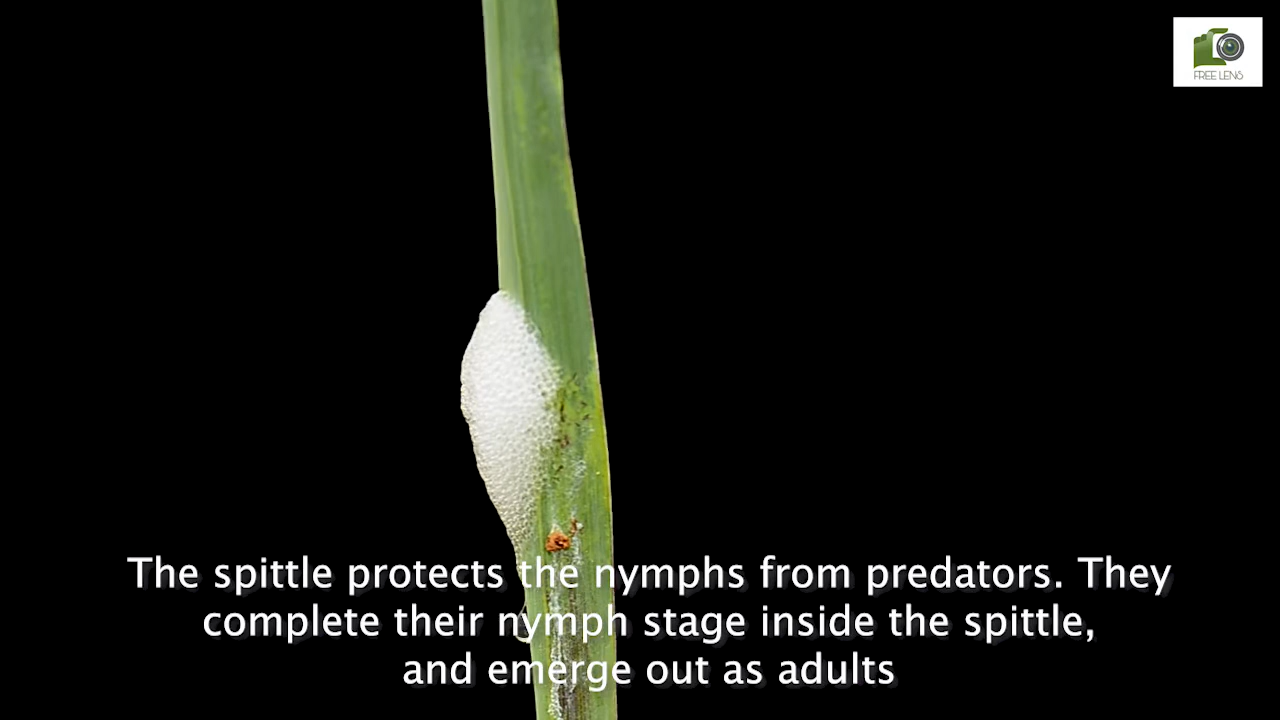 FREE LENS
The spittle protects the nymphs from predators. They
complete their nymph stage inside the spittle,
and emerge out as adults